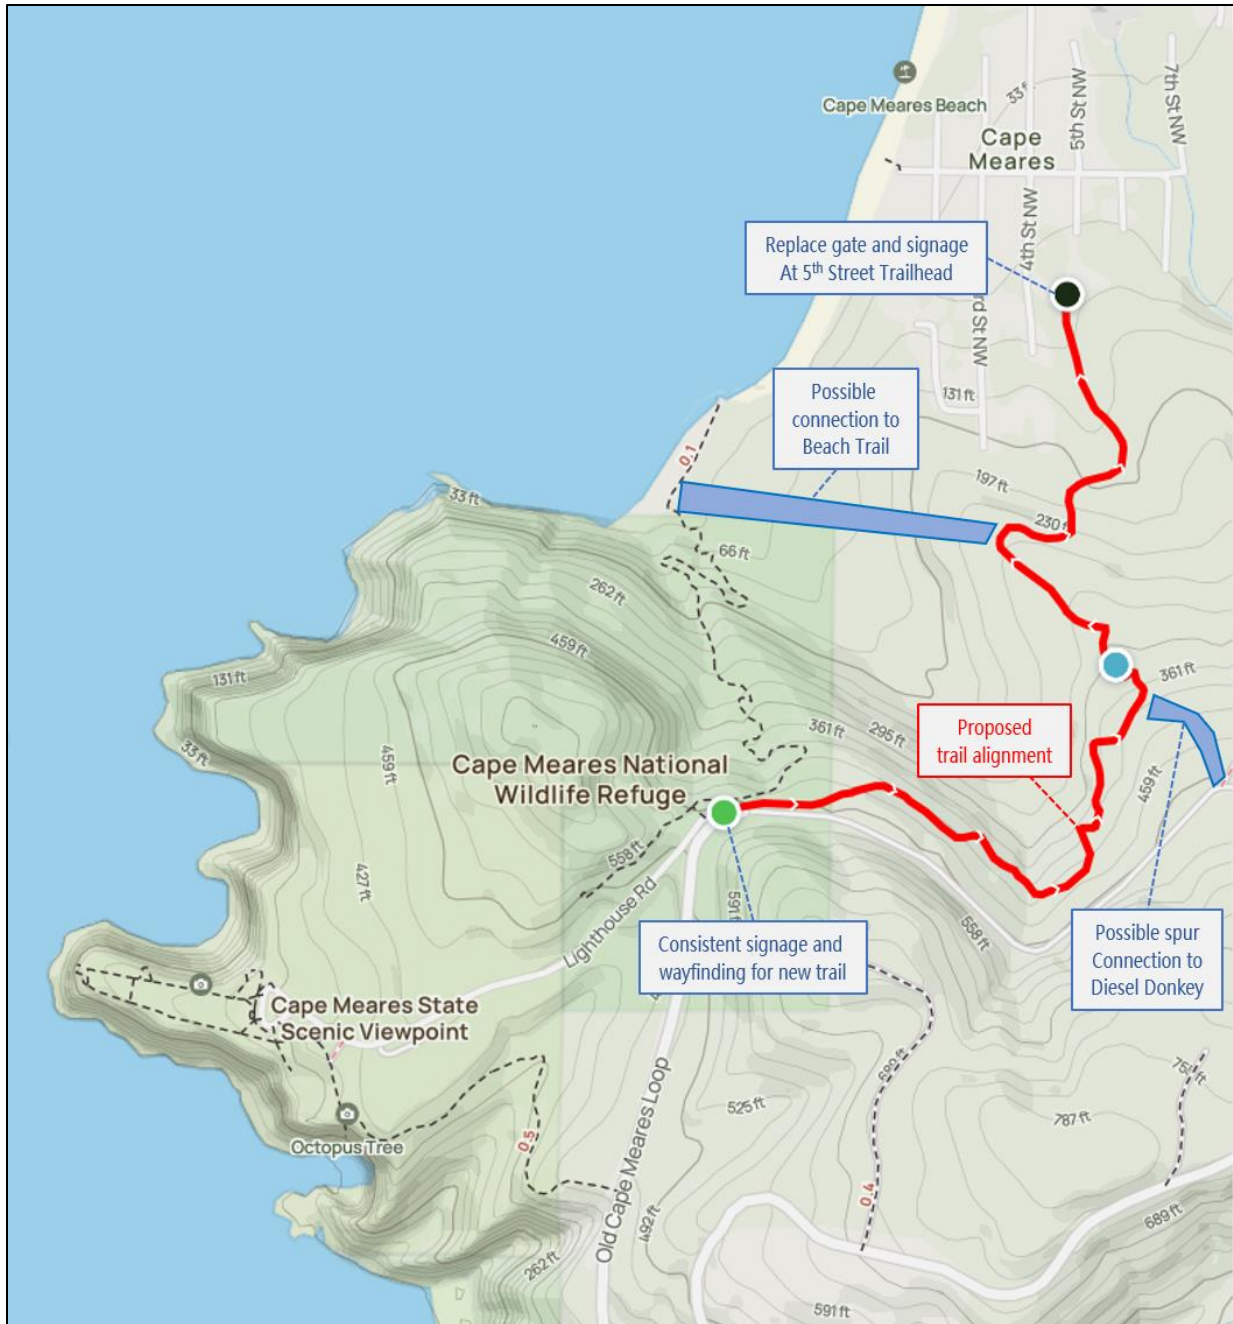 Cape Meares Beach
33 ft
5th St NW
7th St NW
Cape
Meares
4th St NW
Replace gate and signage
At 5th Street Trailhead
rd St NW
Possible
connection to
Beach Trail
131 ft
0.1
33 ft
197 ft
230 f
66 ft
262 ft
459 ft
131 ft
361 ft
33 ft
459 ft
361 ft
295 ft
Proposed
trail alignment
459 ft
Cape Meares National
Wildlife Refuge
558 ft
427 ft
Lighthouse Rd
591
Consistent signage and
wayfinding for new trail
558 ft
Possible spur
Connection to
Diesel Donkey
Cape Meares State
Scenic Viewpoint
Octopus Tree
0.5
Old Cape Meares Loop
525 ft
689 ft
787 ft
0.4
492 ft
262 ft
689 ft
591 ft